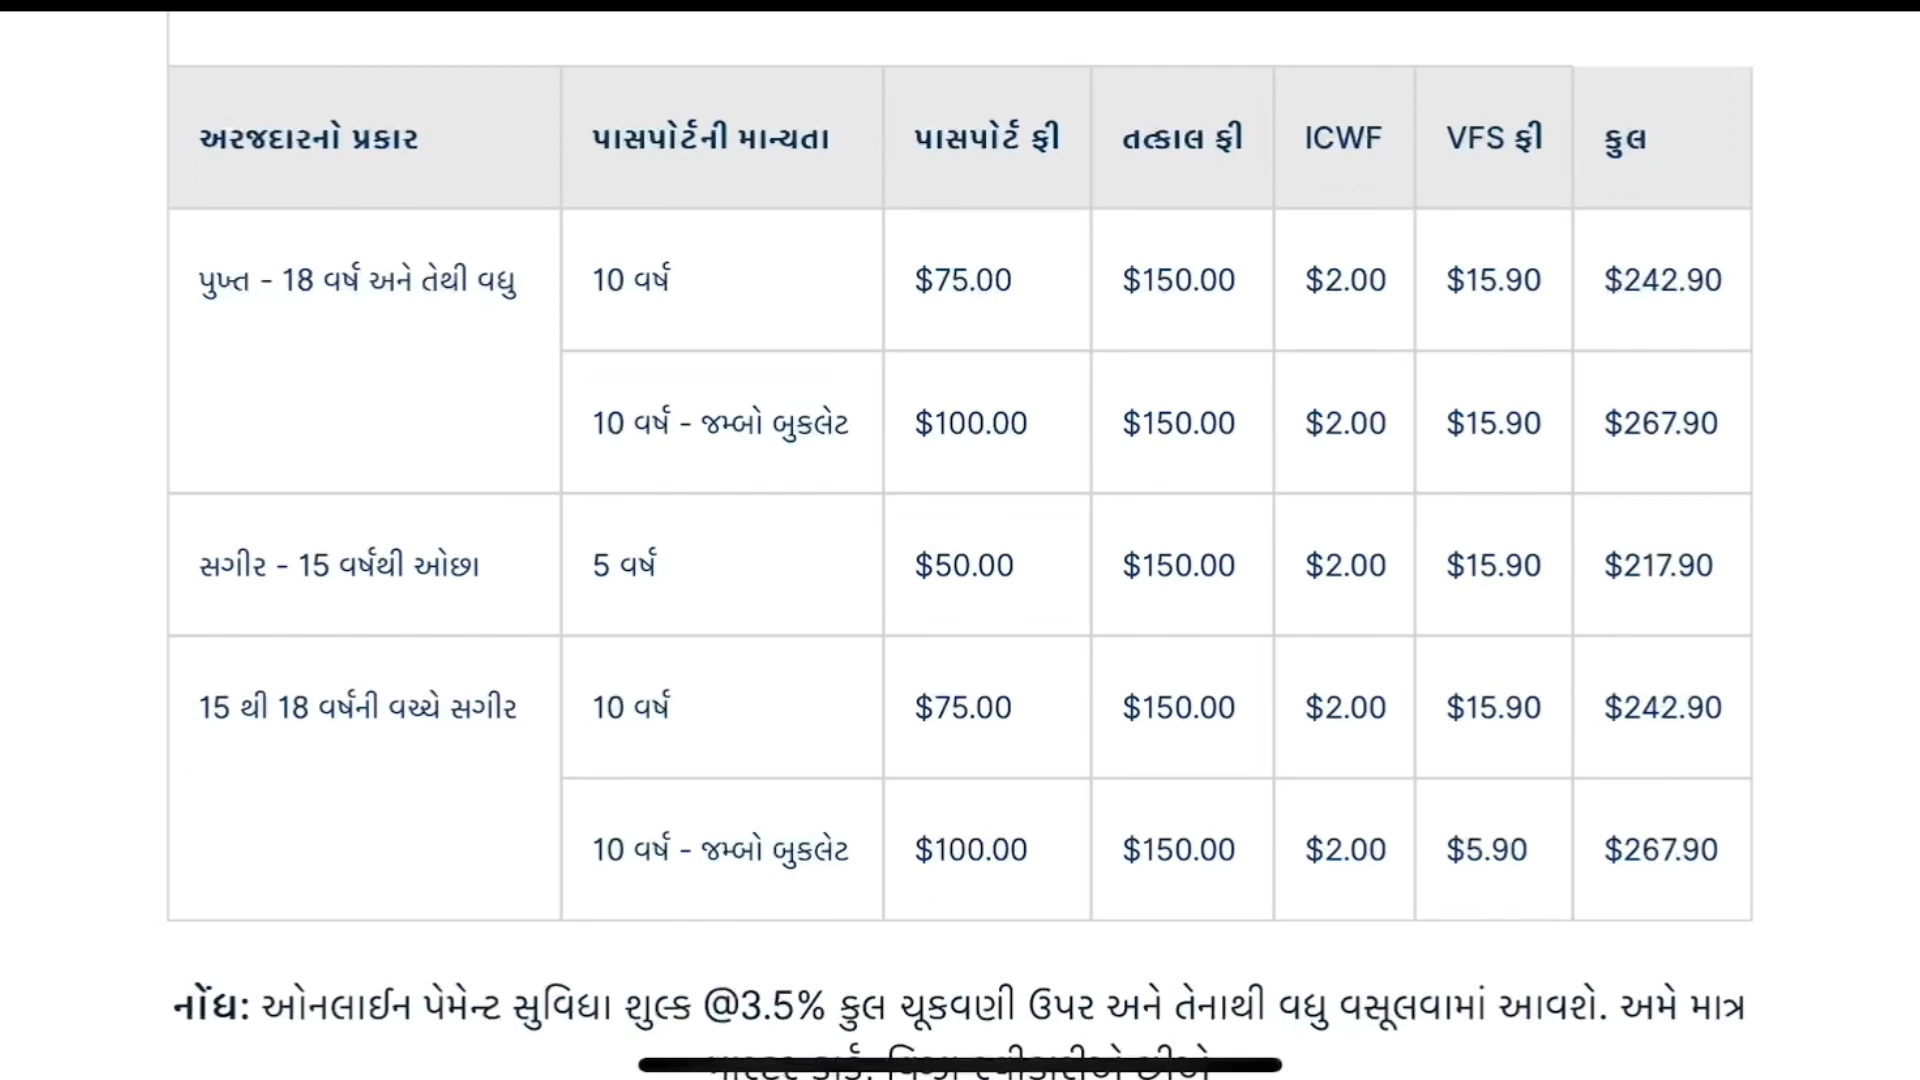 અરજદારનો પ્રકાર પાસપોર્ટની માન્યતા પાસપોર્ટ ફી તત્કાલ ફી ICWF VFS ફી કુલ
પુખ્ત - 18 વર્ષ અને તેથી વધુ 10 વર્ષ $75.00 $150.00 $2.00 $15.90 $242.90
10 વર્ષ - જમ્બો બુકલેટ $100.00 $150.00 $2.00 $15.90 $267.90
સગીર - 15 વર્ષથી ઓછા 5 વર્ષ $50.00 $150.00 $2.00 $15.90 $217.90
15 થી 18 વર્ષની વચ્ચે સગીર 10 વર્ષ $75.00 $150.00 $2.00 $15.90 $242.90
10 વર્ષ - જમ્બો બુકલેટ $100.00 $150.00 $2.00 $5.90 $267.90
નોંધ: ઓનલાઈન પેમેન્ટ સુવિધા શુલ્ક @3.5% કુલ ચૂકવણી ઉપર અને તેનાથી વધુ વસૂલવામાં આવશે. અમે માત્ર